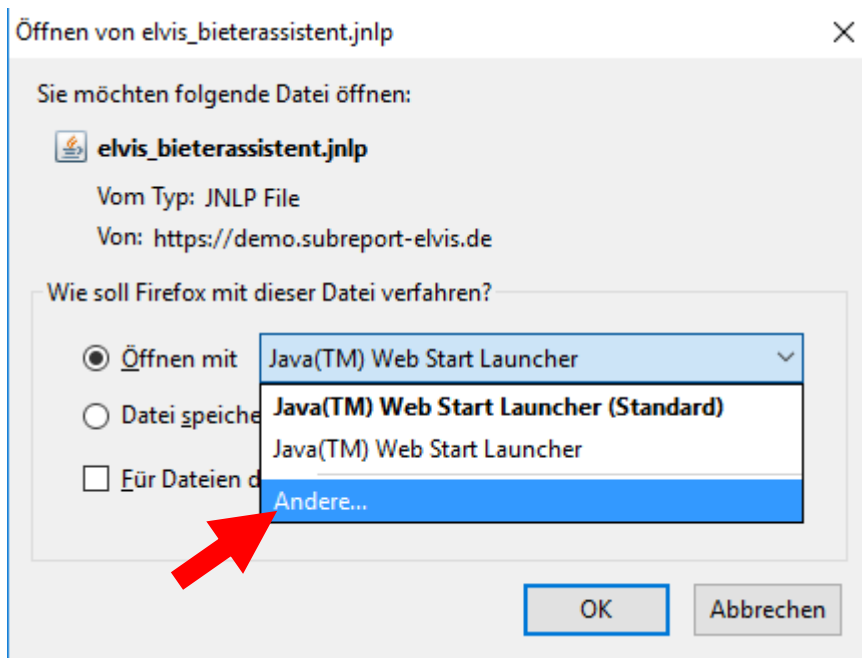 Öffnen von elvis_bieterassistent.jnlp
Sie möchten folgende Datei öffnen:
elvis_bieterassistent.jnlp
Vom Typ: JNLP File
Von: https://demo.subreport-elvis.de
Wie soll Firefox mit dieser Datei verfahren?
Öffnen mit Java(TM) Web Start Launcher
Java(TM) Web Start Launcher (Standard)
Datei speiche
Java(TM) Web Start Launcher
Für Dateien d
Andere...
OK Abbrechen